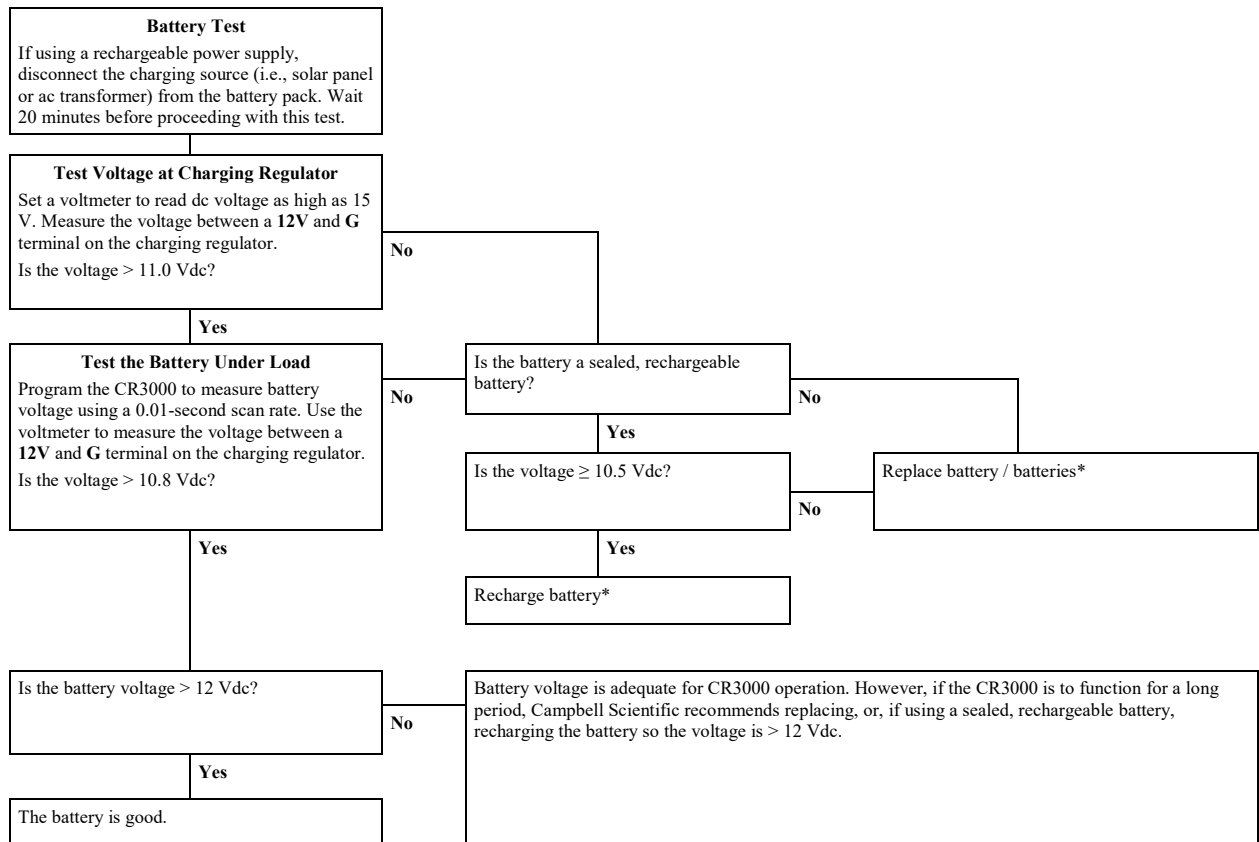 Battery Test
If using a rechargeable power supply,
disconnect the charging source (i.e., solar panel
or ac transformer) from the battery pack. Wait
20 minutes before proceeding with this test.
Test Voltage at Charging Regulator
Set a voltmeter to read dc voltage as high as 15
V. Measure the voltage between a 12V and G
terminal on the charging regulator.
Is the voltage > 11.0 Vdc?
No
Yes
Test the Battery Under Load
Program the CR3000 to measure battery
voltage using a 0.01-second scan rate. Use the
voltmeter to measure the voltage between a
12V and G terminal on the charging regulator.
Is the voltage > 10.8 Vdc?
No
Is the battery a sealed, rechargeable
battery?
No
Yes
Is the voltage ≥ 10.5 Vdc?
No
Replace battery / batteries*
Yes
Yes
Recharge battery*
Is the battery voltage > 12 Vdc?
No
Battery voltage is adequate for CR3000 operation. However, if the CR3000 is to function for a long
period, Campbell Scientific recommends replacing, or, if using a sealed, rechargeable battery,
recharging the battery so the voltage is > 12 Vdc.
Yes
The battery is good.